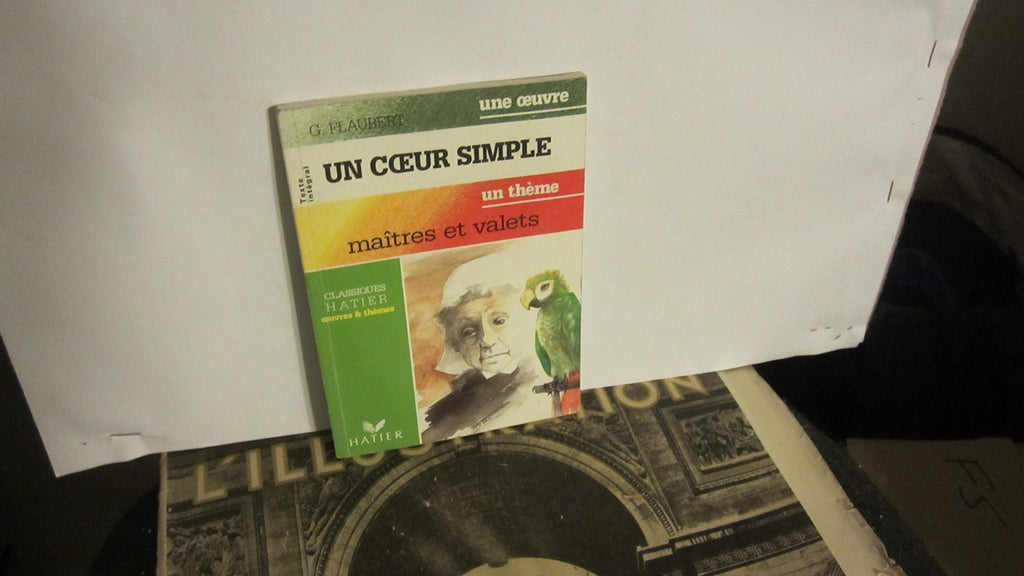 une œuvre
G. FLAUBERT
UN CŒUR SIMPLE
Texte
intégral
un thème
maîtres et valets
CLASSIQUES
HATIER
œuvres & thèmes
HATIER
L'ILLUSTRATION